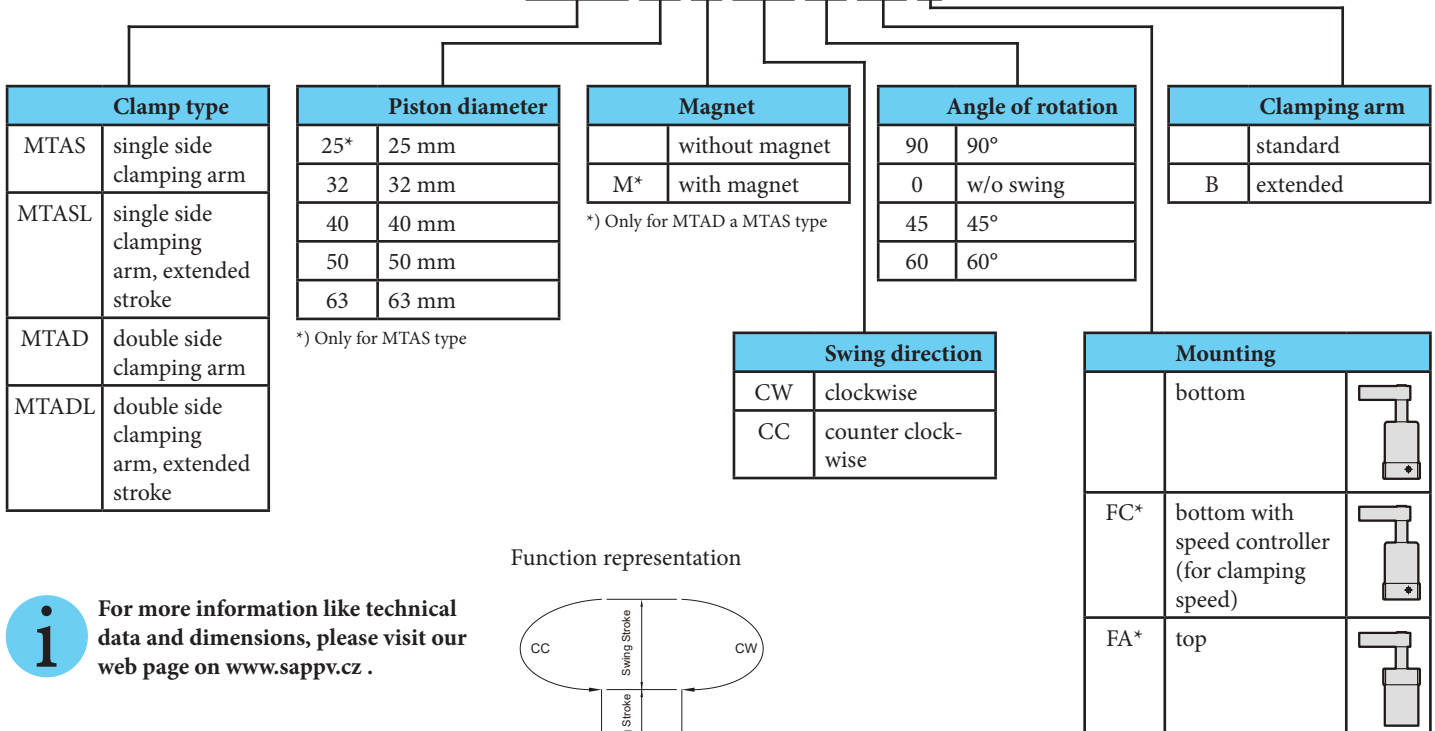 Clamp type
MTAS single side
clamping arm
MTASL single side
clamping
arm, extended
stroke
MTAD double side
clamping arm
MTADL double side
clamping
arm, extended
stroke
Piston diameter
25* 25 mm
32 32 mm
40 40 mm
50 50 mm
63 63 mm
*) Only for MTAS type
Magnet
without magnet
M* with magnet
*) Only for MTAD a MTAS type
Angle of rotation
90 90°
0 w/o swing
45 45°
60 60°
Clamping arm
standard
B extended
Swing direction
CW clockwise
CC counter clock-
wise
Mounting
bottom
FC* bottom with
speed controller
(for clamping
speed)
FA* top
i
For more information like technical
data and dimensions, please visit our
web page on www.sappv.cz .
Function representation
CC
Swing Stroke
CW
Stroke